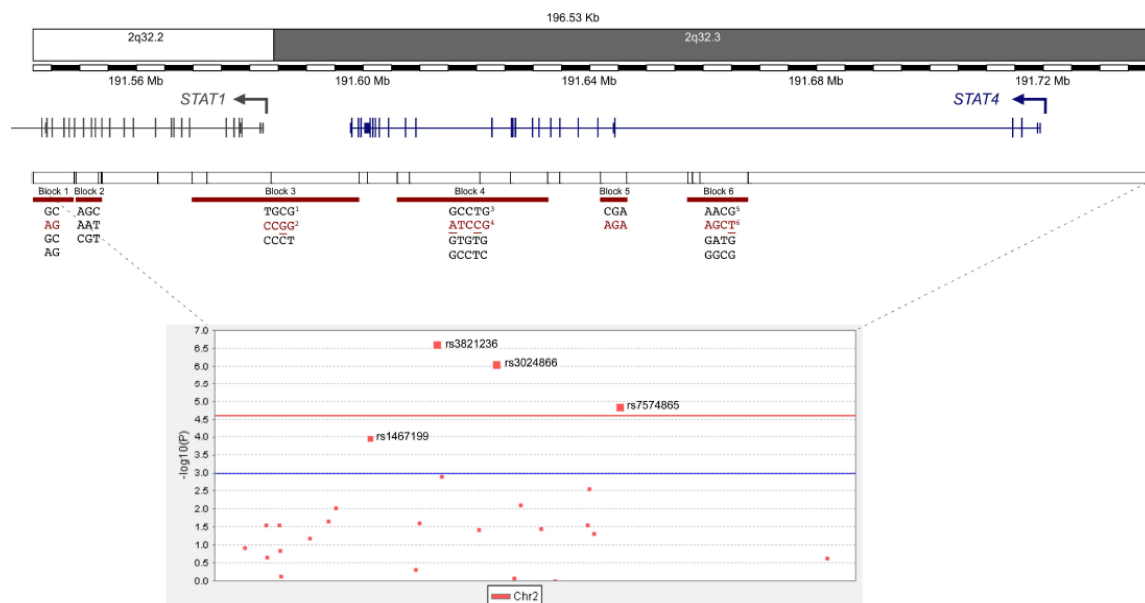 196.53 Kb
2q32.2 2q32.3
191.56 Mb 191.60 Mb 191.64 Mb 191.68 Mb 191.72 Mb
STAT1 STAT4
Block 1 Block 2 Block 3 Block 4 Block 5 Block 6
GC AGC TGCG¹ GCCTG³ CGA AACG⁵
AG AAT CCGG² ATCCG⁴ AGA AGCT⁶
GC CGT CCCT GTGTG GATG
AG GCCTC GGCG
7.0
6.5 rs3821236
6.0 rs3024866
5.5
5.0 rs7574865
4.5
4.0 rs1467199
3.5
3.0
2.5
2.0
1.5
1.0
0.5
0.0
-log10(P)
Chr2